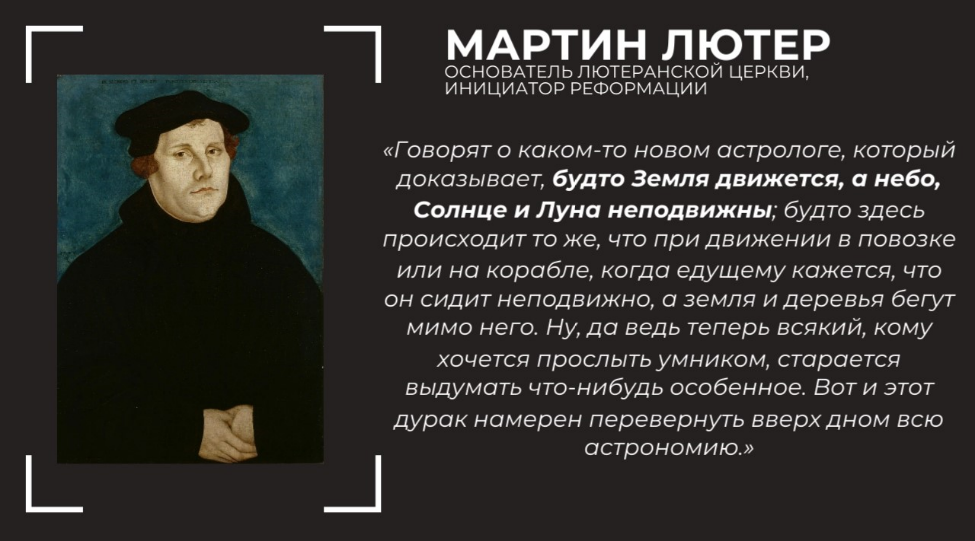 МАРТИН ЛЮТЕР
ОСНОВАТЕЛЬ ЛЮТЕРАНСКОЙ ЦЕРКВИ,
ИНИЦИАТОР РЕФОРМАЦИИ
«Говорят о каком-то новом астрологе, который
доказывает, будто Земля движется, а небо,
Солнце и Луна неподвижны; будто здесь
происходит то же, что при движении в повозке
или на корабле, когда едущему кажется, что
он сидит неподвижно, а земля и деревья бегут
мимо него. Ну, да ведь теперь всякий, кому
хочется прослыть умником, старается
выдумать что-нибудь особенное. Вот и этот
дурак намерен перевернуть вверх дном всю
астрономию.»